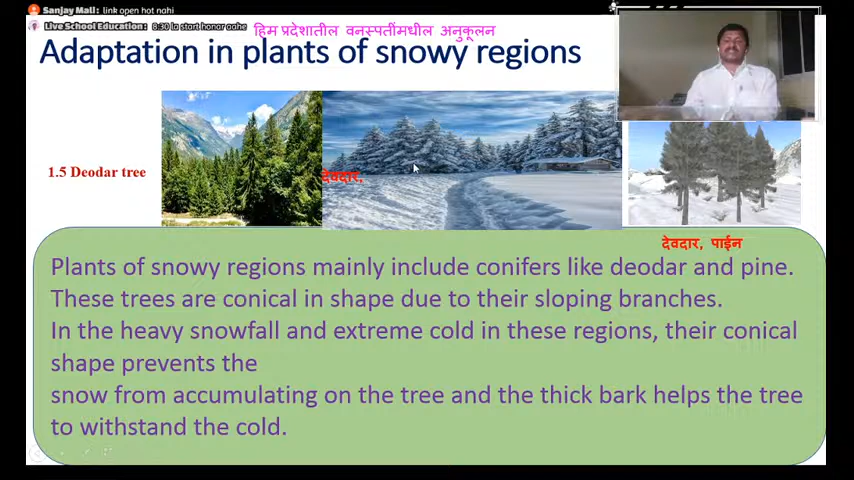 Sanjay Mali: link open hot nahi
Live School Education: 8:30 la start honar aahe
हिम प्रदेशातील वनस्पतींमधील अनुकूलन
Adaptation in plants of snowy regions
1.5 Deodar tree
देवदार,
देवदार, पाईन
Plants of snowy regions mainly include conifers like deodar and pine.
These trees are conical in shape due to their sloping branches.
In the heavy snowfall and extreme cold in these regions, their conical
shape prevents the
snow from accumulating on the tree and the thick bark helps the tree
to withstand the cold.